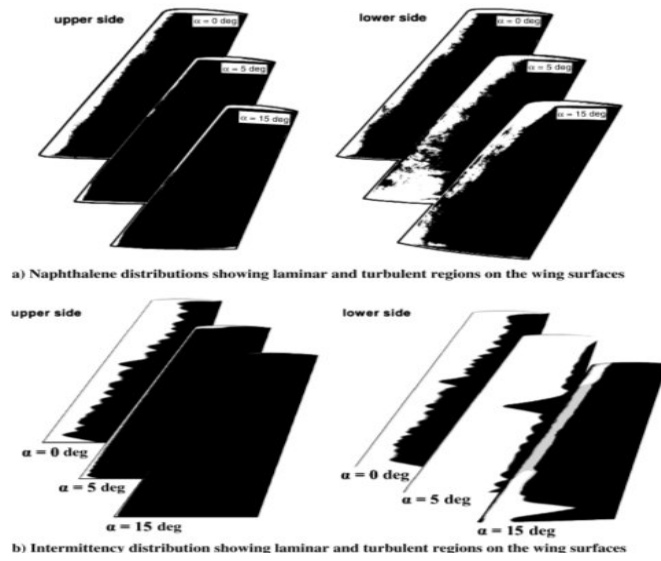 upper side
lower side
α = 0 deg
α = 5 deg
α = 15 deg
α = 0 deg
α = 5 deg
α = 15 deg
a) Naphthalene distributions showing laminar and turbulent regions on the wing surfaces
upper side
lower side
α = 0 deg
α = 5 deg
α = 15 deg
α = 0 deg
α = 5 deg
α = 15 deg
b) Intermittency distribution showing laminar and turbulent regions on the wing surfaces